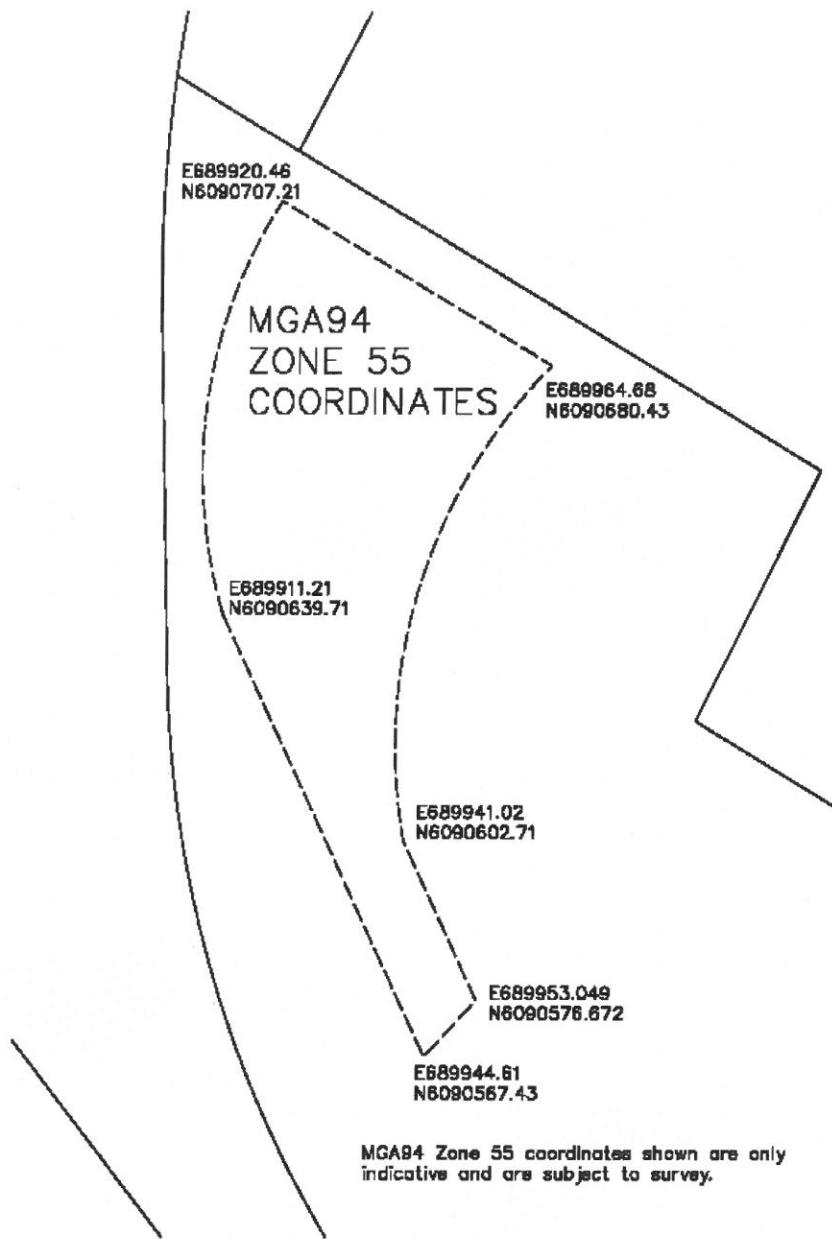 E689920.46
N6090707.21
MGA94
ZONE 55
COORDINATES
E689964.68
N6090680.43
E689911.21
N6090639.71
E689941.02
N6090602.71
E689953.049
N6090576.672
E689944.61
N6090567.43
MGA94 Zone 55 coordinates shown are only
indicative and are subject to survey.